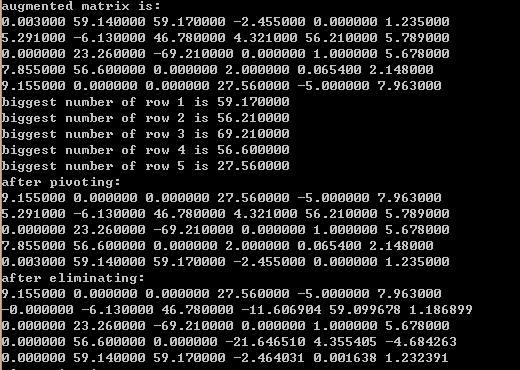 augmented matrix is:
0.003000 59.140000 59.170000 -2.455000 0.000000 1.235000
5.291000 -6.130000 46.780000 4.321000 56.210000 5.789000
0.000000 23.260000 -69.210000 0.000000 1.000000 5.678000
7.855000 56.600000 0.000000 2.000000 0.065400 2.148000
9.155000 0.000000 0.000000 27.560000 -5.000000 7.963000
biggest number of row 1 is 59.170000
biggest number of row 2 is 56.210000
biggest number of row 3 is 69.210000
biggest number of row 4 is 56.600000
biggest number of row 5 is 27.560000
after pivoting:
9.155000 0.000000 0.000000 27.560000 -5.000000 7.963000
5.291000 -6.130000 46.780000 4.321000 56.210000 5.789000
0.000000 23.260000 -69.210000 0.000000 1.000000 5.678000
7.855000 56.600000 0.000000 2.000000 0.065400 2.148000
0.003000 59.140000 59.170000 -2.455000 0.000000 1.235000
after eliminating:
9.155000 0.000000 0.000000 27.560000 -5.000000 7.963000
-0.000000 -6.130000 46.780000 -11.606904 59.099678 1.186899
0.000000 23.260000 -69.210000 0.000000 1.000000 5.678000
0.000000 56.600000 0.000000 -21.646510 4.355405 -4.684263
0.000000 59.140000 59.170000 -2.464031 0.001638 1.232391